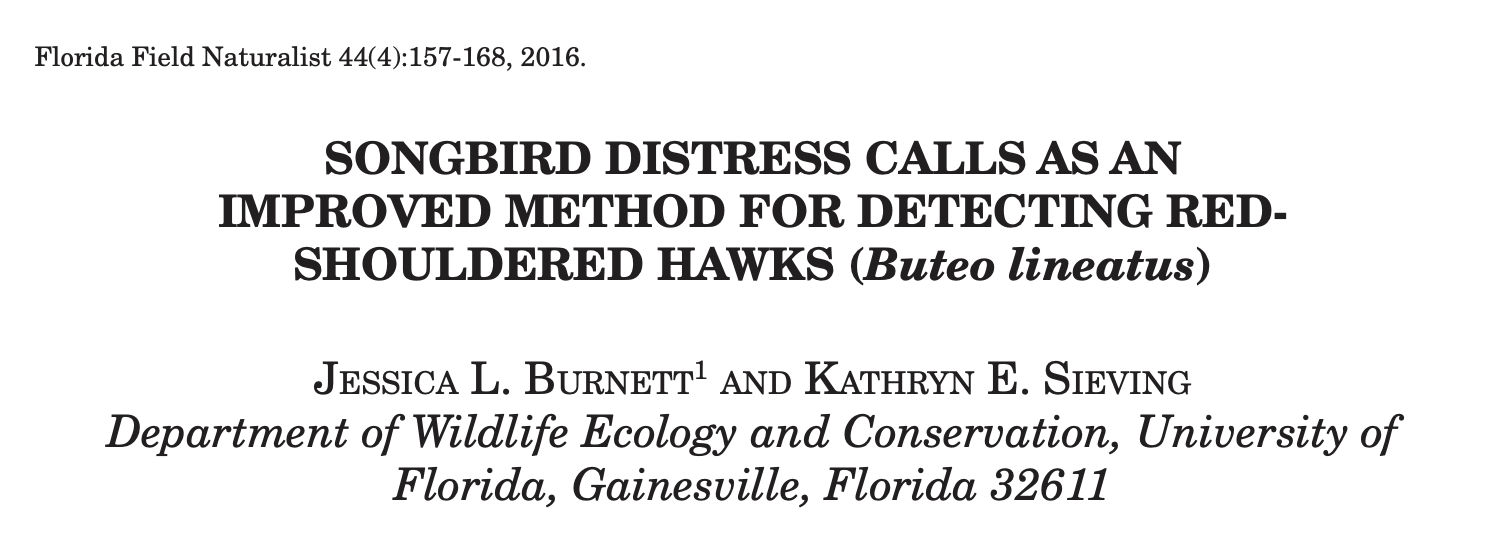 Florida Field Naturalist 44(4):157-168, 2016.
SONGBIRD DISTRESS CALLS AS AN
IMPROVED METHOD FOR DETECTING RED-
SHOULDERED HAWKS (Buteo lineatus)
JESSICA L. BURNETT¹ AND KATHRYN E. SIEVING
Department of Wildlife Ecology and Conservation, University of
Florida, Gainesville, Florida 32611